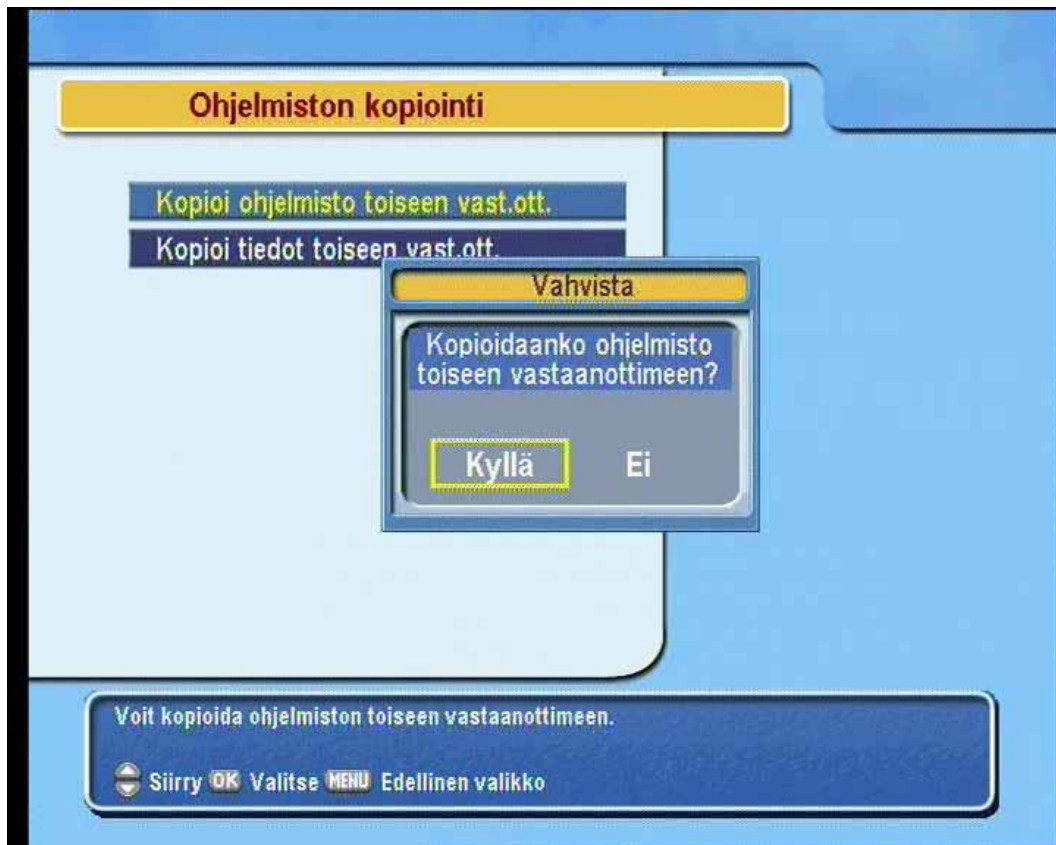 Ohjelmiston kopiointi
Kopioi ohjelmisto toiseen vast.ott.
Kopioi tiedot toiseen vast.ott.
Vahvista
Kopioidaanko ohjelmisto
toiseen vastaanottimeen?
Kyllä Ei
Voit kopioida ohjelmiston toiseen vastaanottimeen.
Siirry OK Valitse MENU Edellinen valikko